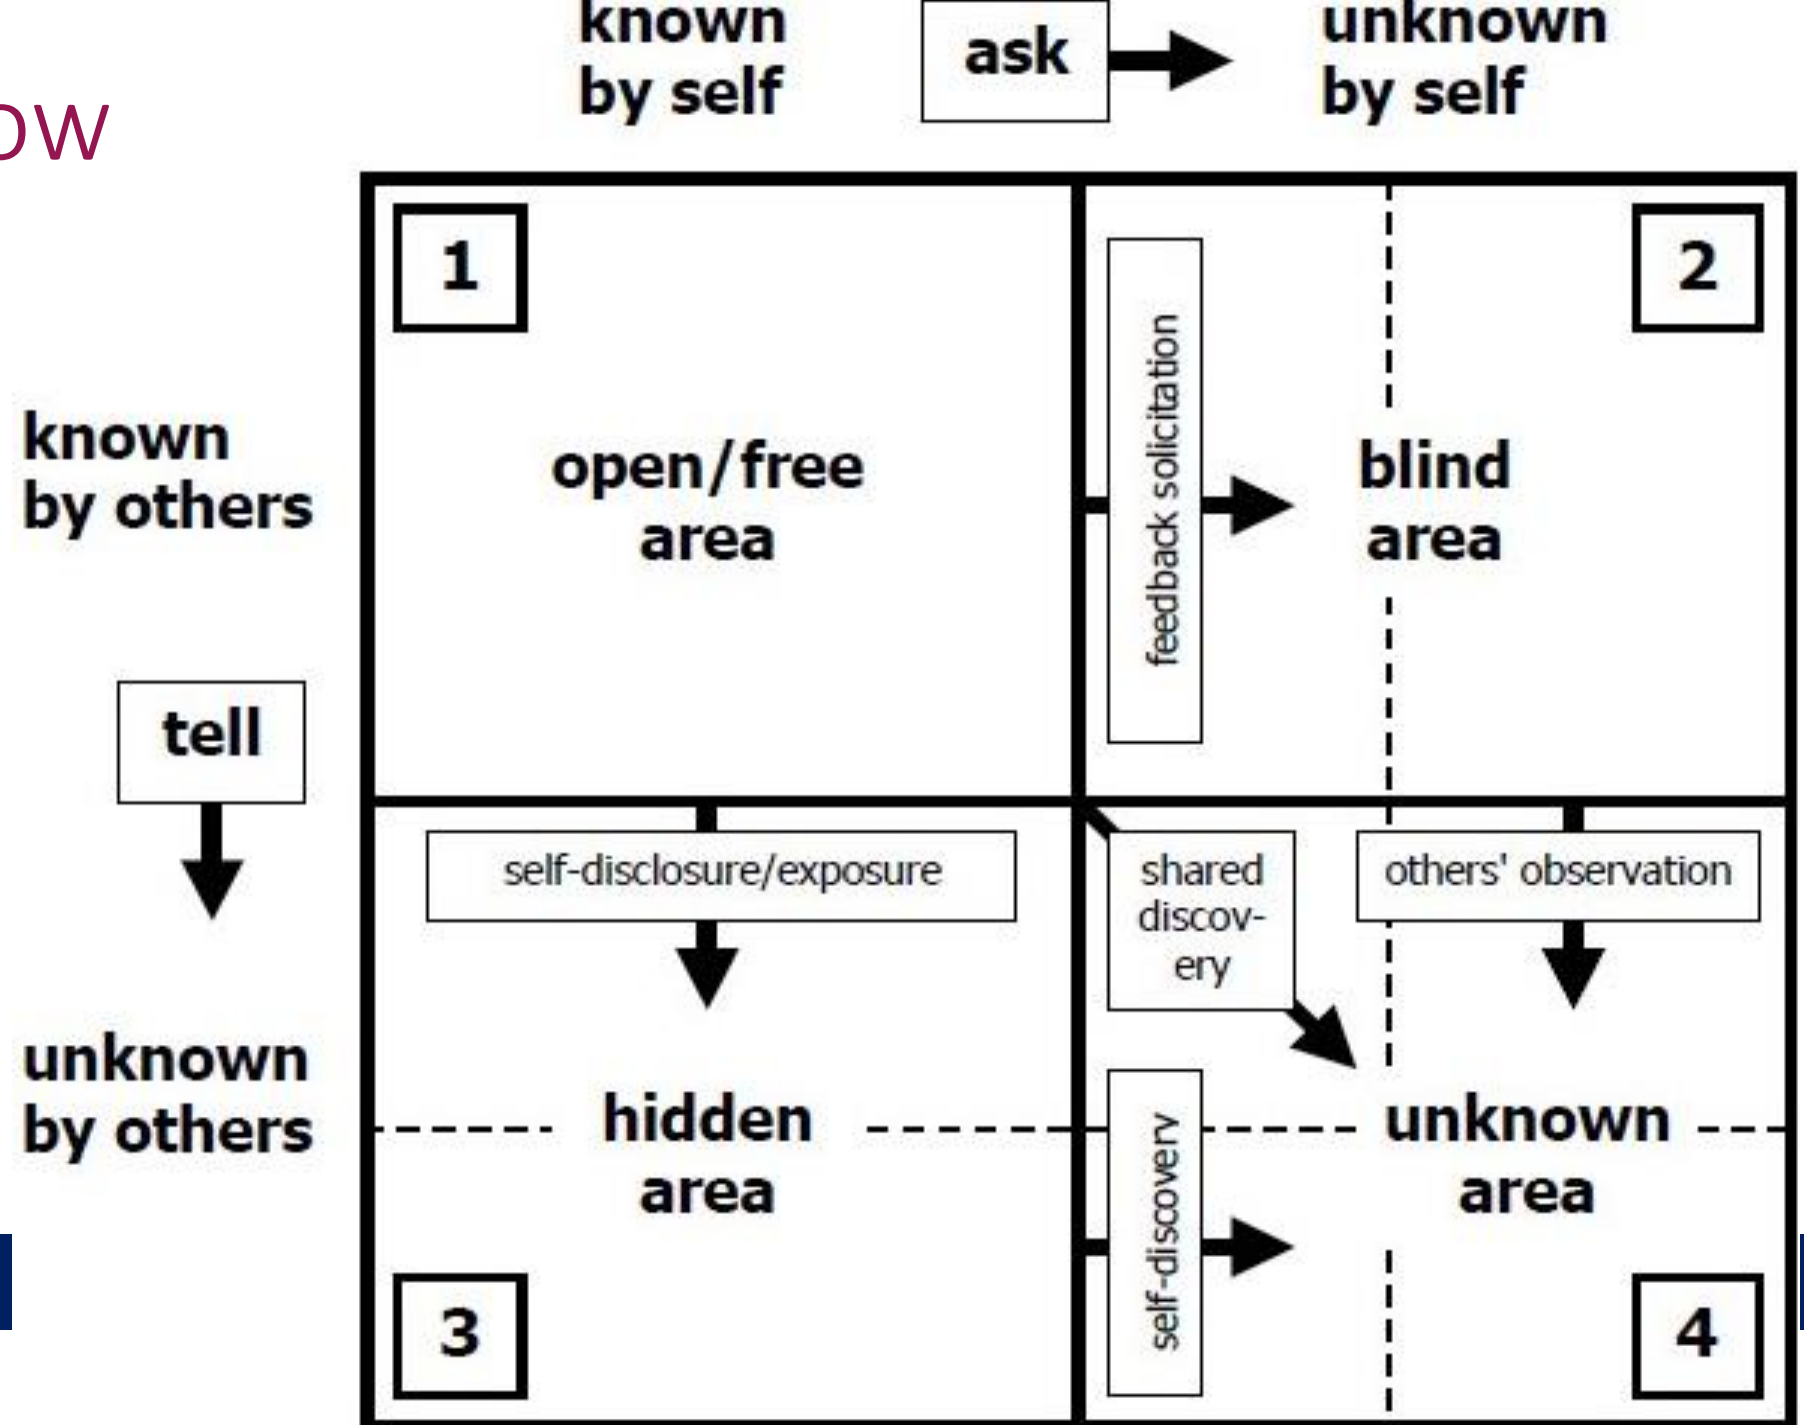 known
by self
ask
unknown
by self
ow
1
2
known
by others
open/free
area
feedback solicitation
blind
area
tell
self-disclosure/exposure
shared
discov-
ery
others' observation
unknown
by others
hidden
area
self-discovery
unknown
area
3
4